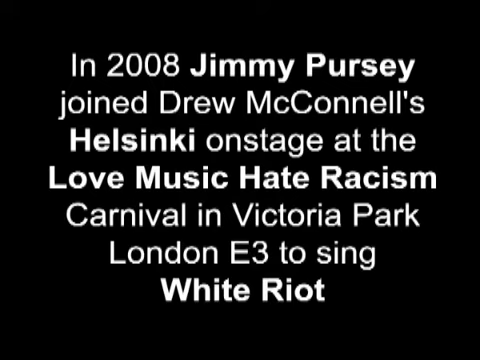 In 2008 Jimmy Pursey
joined Drew McConnell's
Helsinki onstage at the
Love Music Hate Racism
Carnival in Victoria Park
London E3 to sing
White Riot